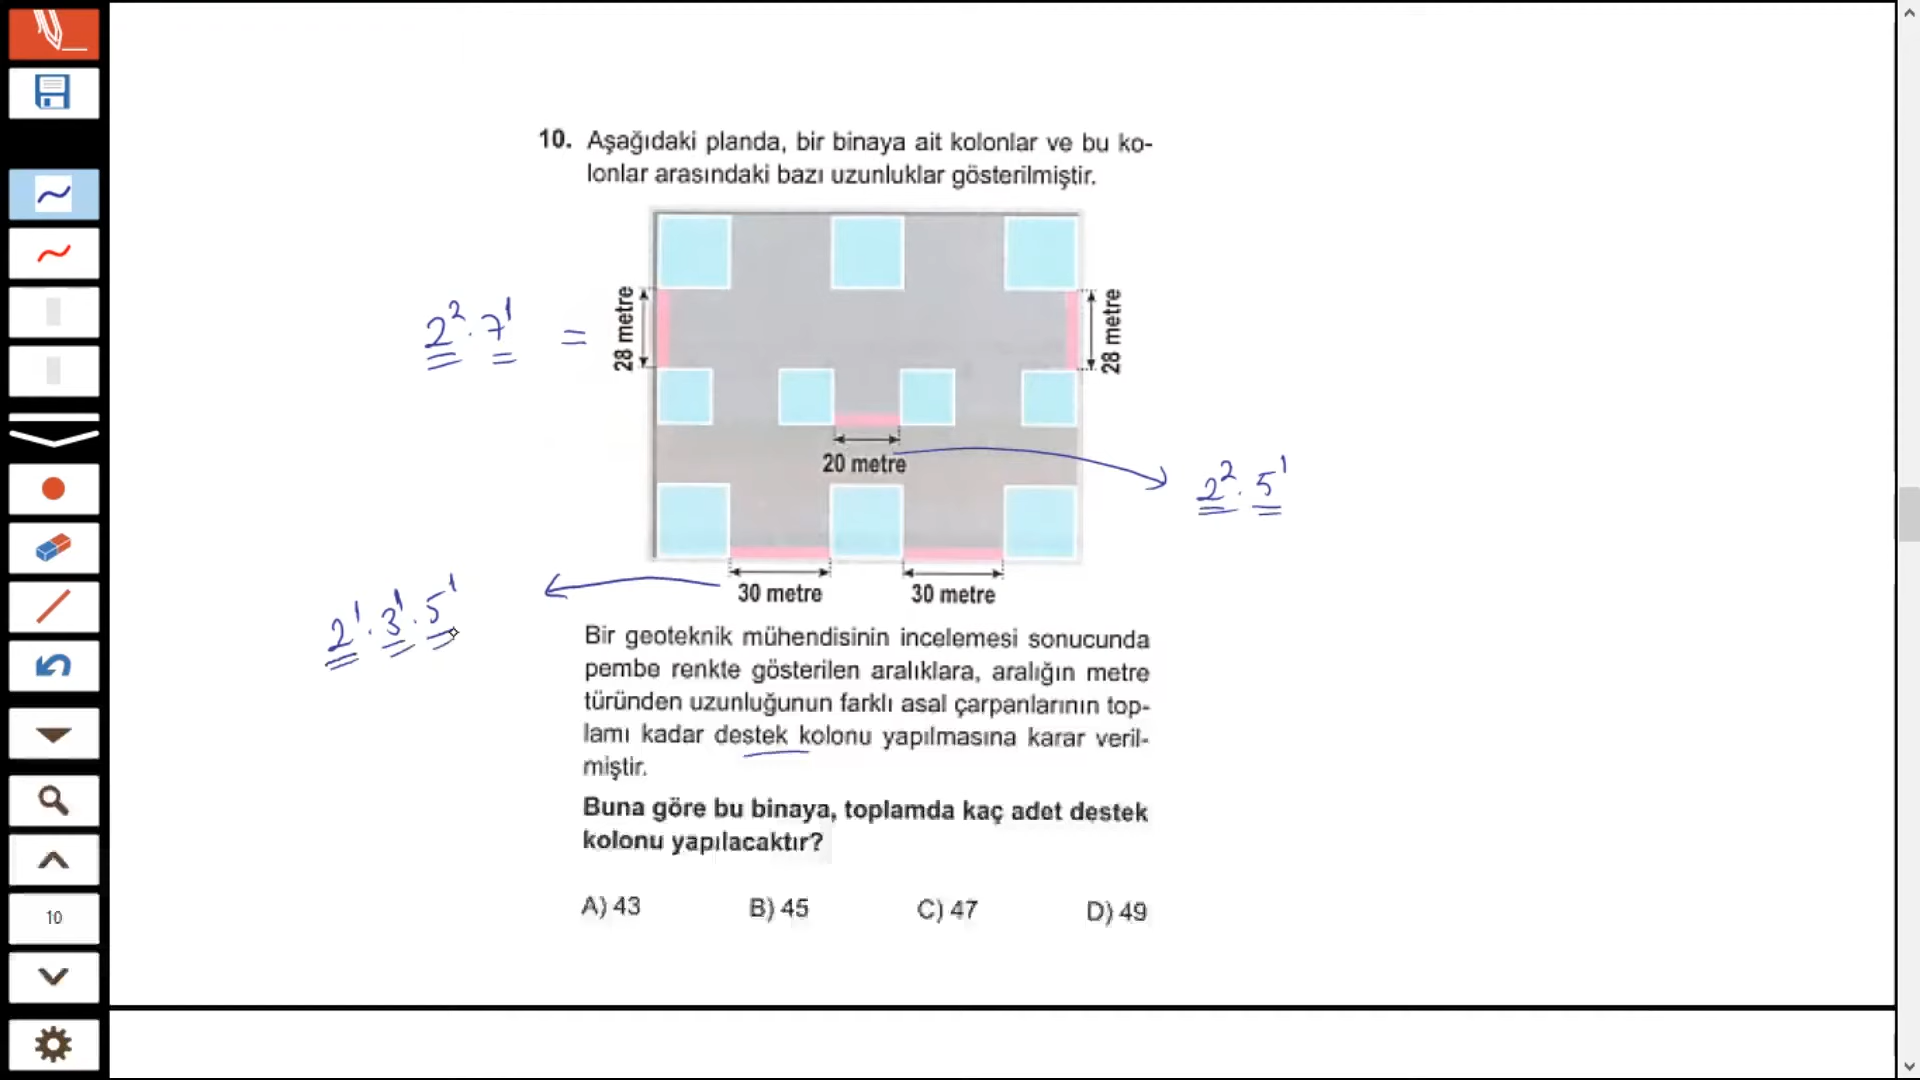 10. Aşağıdaki planda, bir binaya ait kolonlar ve bu ko-
lonlar arasındaki bazı uzunluklar gösterilmiştir.
2². 7¹ =
28 metre
28 metre
20 metre
2². 5¹
30 metre
30 metre
2¹. 3¹. 5¹
Bir geoteknik mühendisinin incelemesi sonucunda
pembe renkte gösterilen aralıklara, aralığın metre
türünden uzunluğunun farklı asal çarpanlarının top-
lamı kadar destek kolonu yapılmasına karar veril-
miştir.
Buna göre bu binaya, toplamda kaç adet destek
kolonu yapılacaktır?
A) 43 B) 45 C) 47 D) 49
10